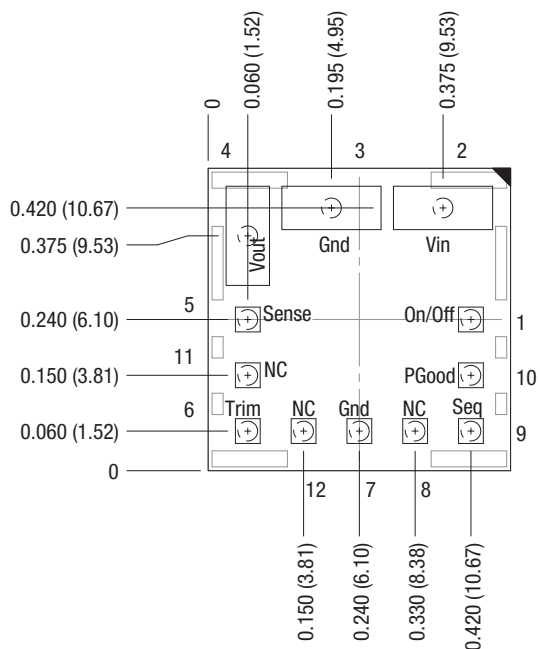 0
0.060 (1.52)
0.195 (4.95)
0.375 (9.53)
4
3
2
0.420 (10.67)
0.375 (9.53)
Vout
Gnd
Vin
0.240 (6.10)
5
Sense
On/Off
1
0.150 (3.81)
11
NC
PGood
10
0.060 (1.52)
6
Trim
NC
Gnd
NC
Seq
9
0
12
7
8
0.150 (3.81)
0.240 (6.10)
0.330 (8.38)
0.420 (10.67)